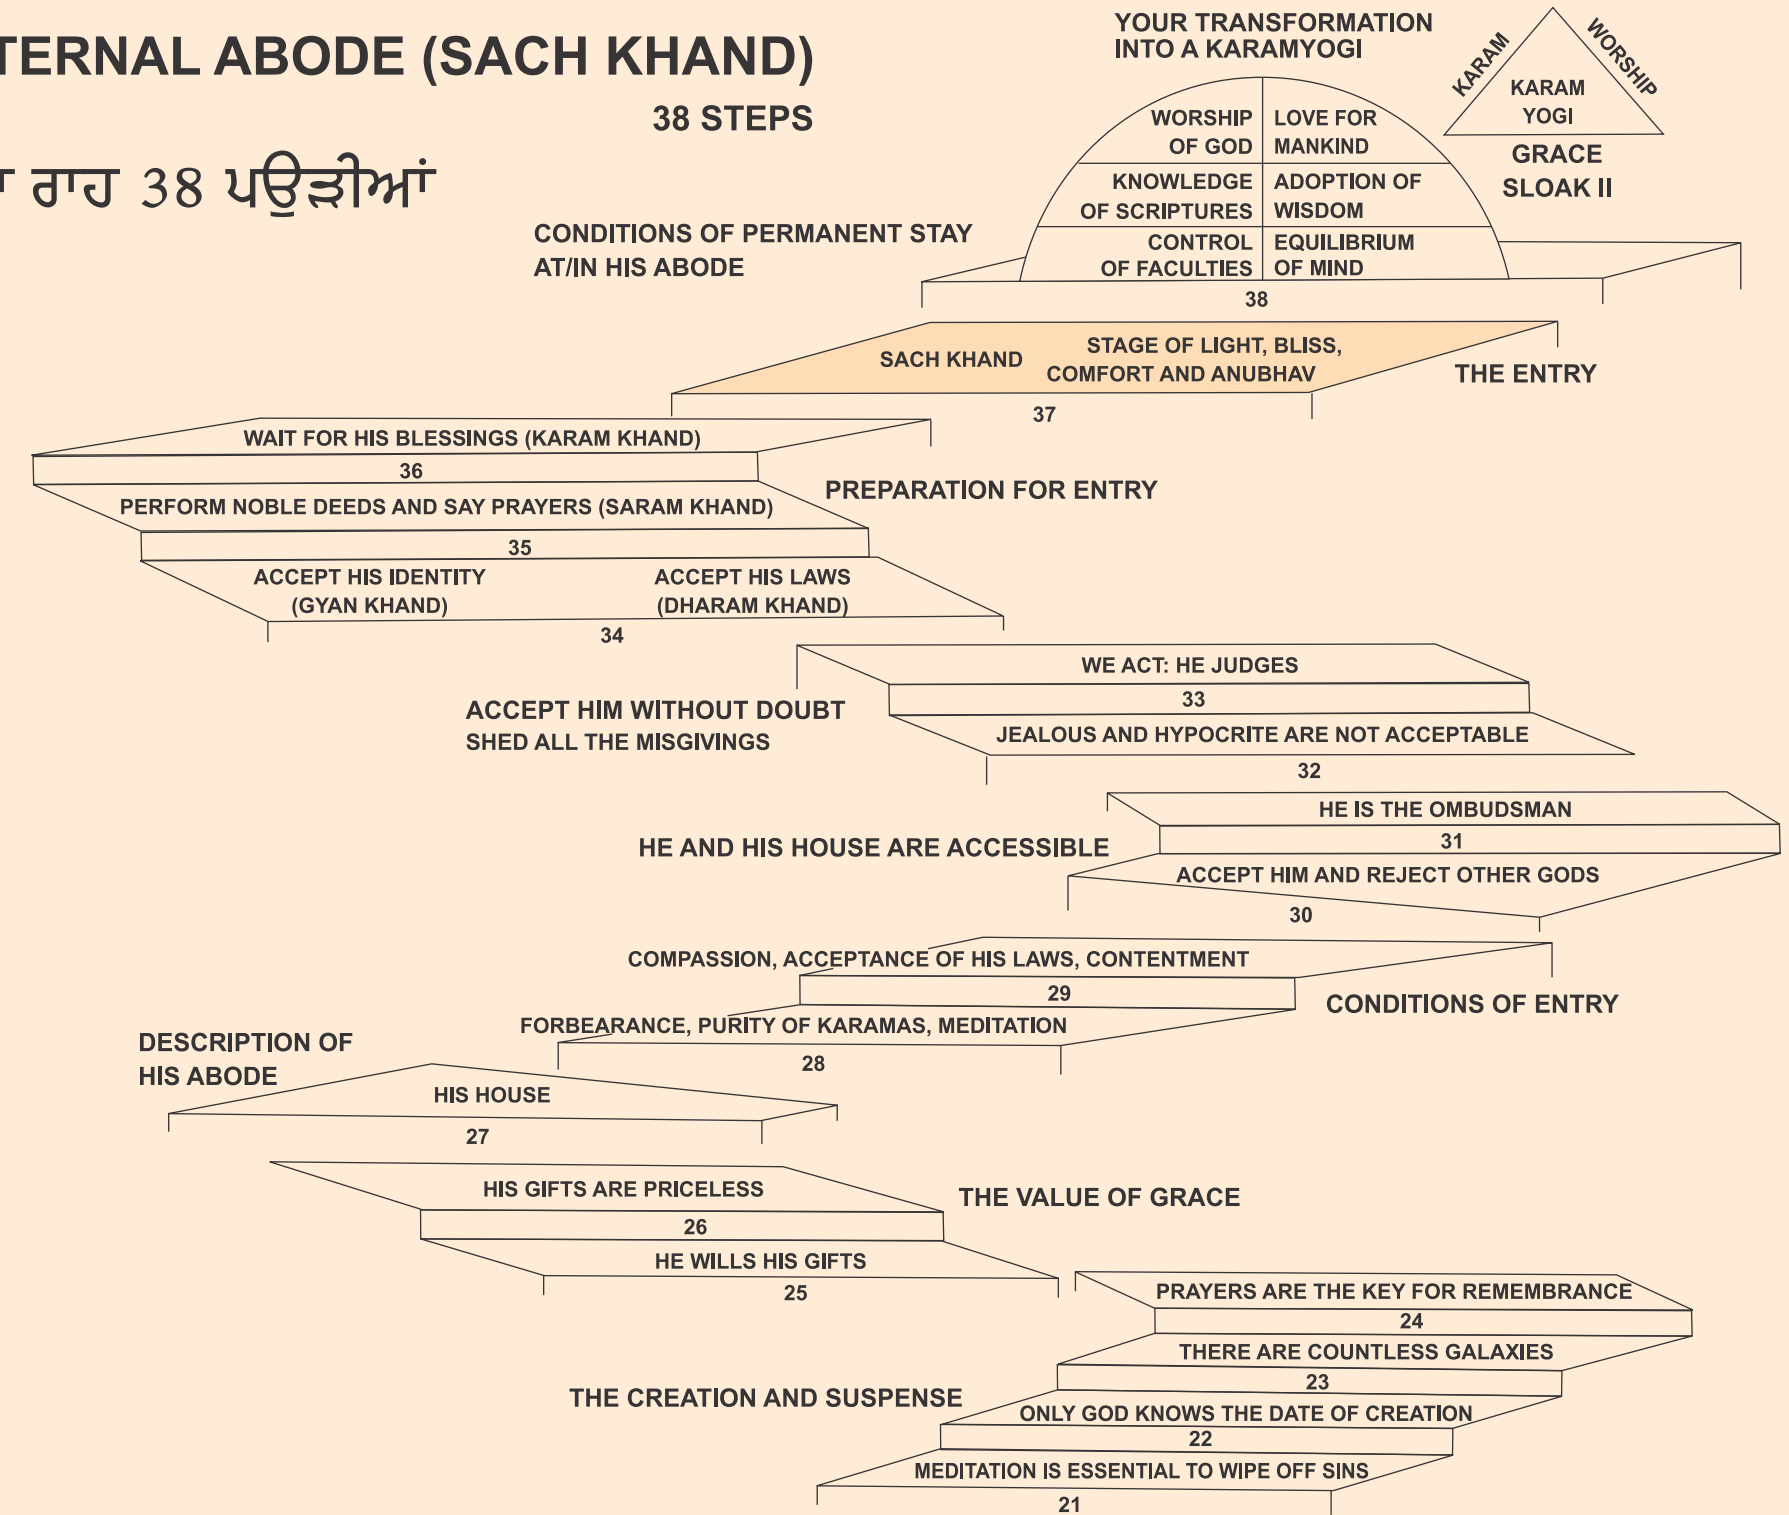 TERNAL ABODE (SACH KHAND)
38 STEPS
ਰਾਹ 38 ਪਉੜੀਆਂ
YOUR TRANSFORMATION
INTO A KARAMYOGI
KARAM
WORSHIP
KARAM
YOGI
GRACE
SLOAK II
WORSHIP
OF GOD
LOVE FOR
MANKIND
KNOWLEDGE
OF SCRIPTURES
ADOPTION OF
WISDOM
CONTROL
OF FACULTIES
EQUILIBRIUM
OF MIND
38
CONDITIONS OF PERMANENT STAY
AT/IN HIS ABODE
SACH KHAND
STAGE OF LIGHT, BLISS,
COMFORT AND ANUBHAV
THE ENTRY
37
WAIT FOR HIS BLESSINGS (KARAM KHAND)
36
PREPARATION FOR ENTRY
PERFORM NOBLE DEEDS AND SAY PRAYERS (SARAM KHAND)
35
ACCEPT HIS IDENTITY
(GYAN KHAND)
ACCEPT HIS LAWS
(DHARAM KHAND)
34
WE ACT: HE JUDGES
33
ACCEPT HIM WITHOUT DOUBT
SHED ALL THE MISGIVINGS
JEALOUS AND HYPOCRITE ARE NOT ACCEPTABLE
32
HE IS THE OMBUDSMAN
31
HE AND HIS HOUSE ARE ACCESSIBLE
ACCEPT HIM AND REJECT OTHER GODS
30
COMPASSION, ACCEPTANCE OF HIS LAWS, CONTENTMENT
29
CONDITIONS OF ENTRY
FORBEARANCE, PURITY OF KARAMAS, MEDITATION
28
DESCRIPTION OF
HIS ABODE
HIS HOUSE
27
HIS GIFTS ARE PRICELESS
THE VALUE OF GRACE
26
HE WILLS HIS GIFTS
25
PRAYERS ARE THE KEY FOR REMEMBRANCE
24
THERE ARE COUNTLESS GALAXIES
23
THE CREATION AND SUSPENSE
ONLY GOD KNOWS THE DATE OF CREATION
22
MEDITATION IS ESSENTIAL TO WIPE OFF SINS
21